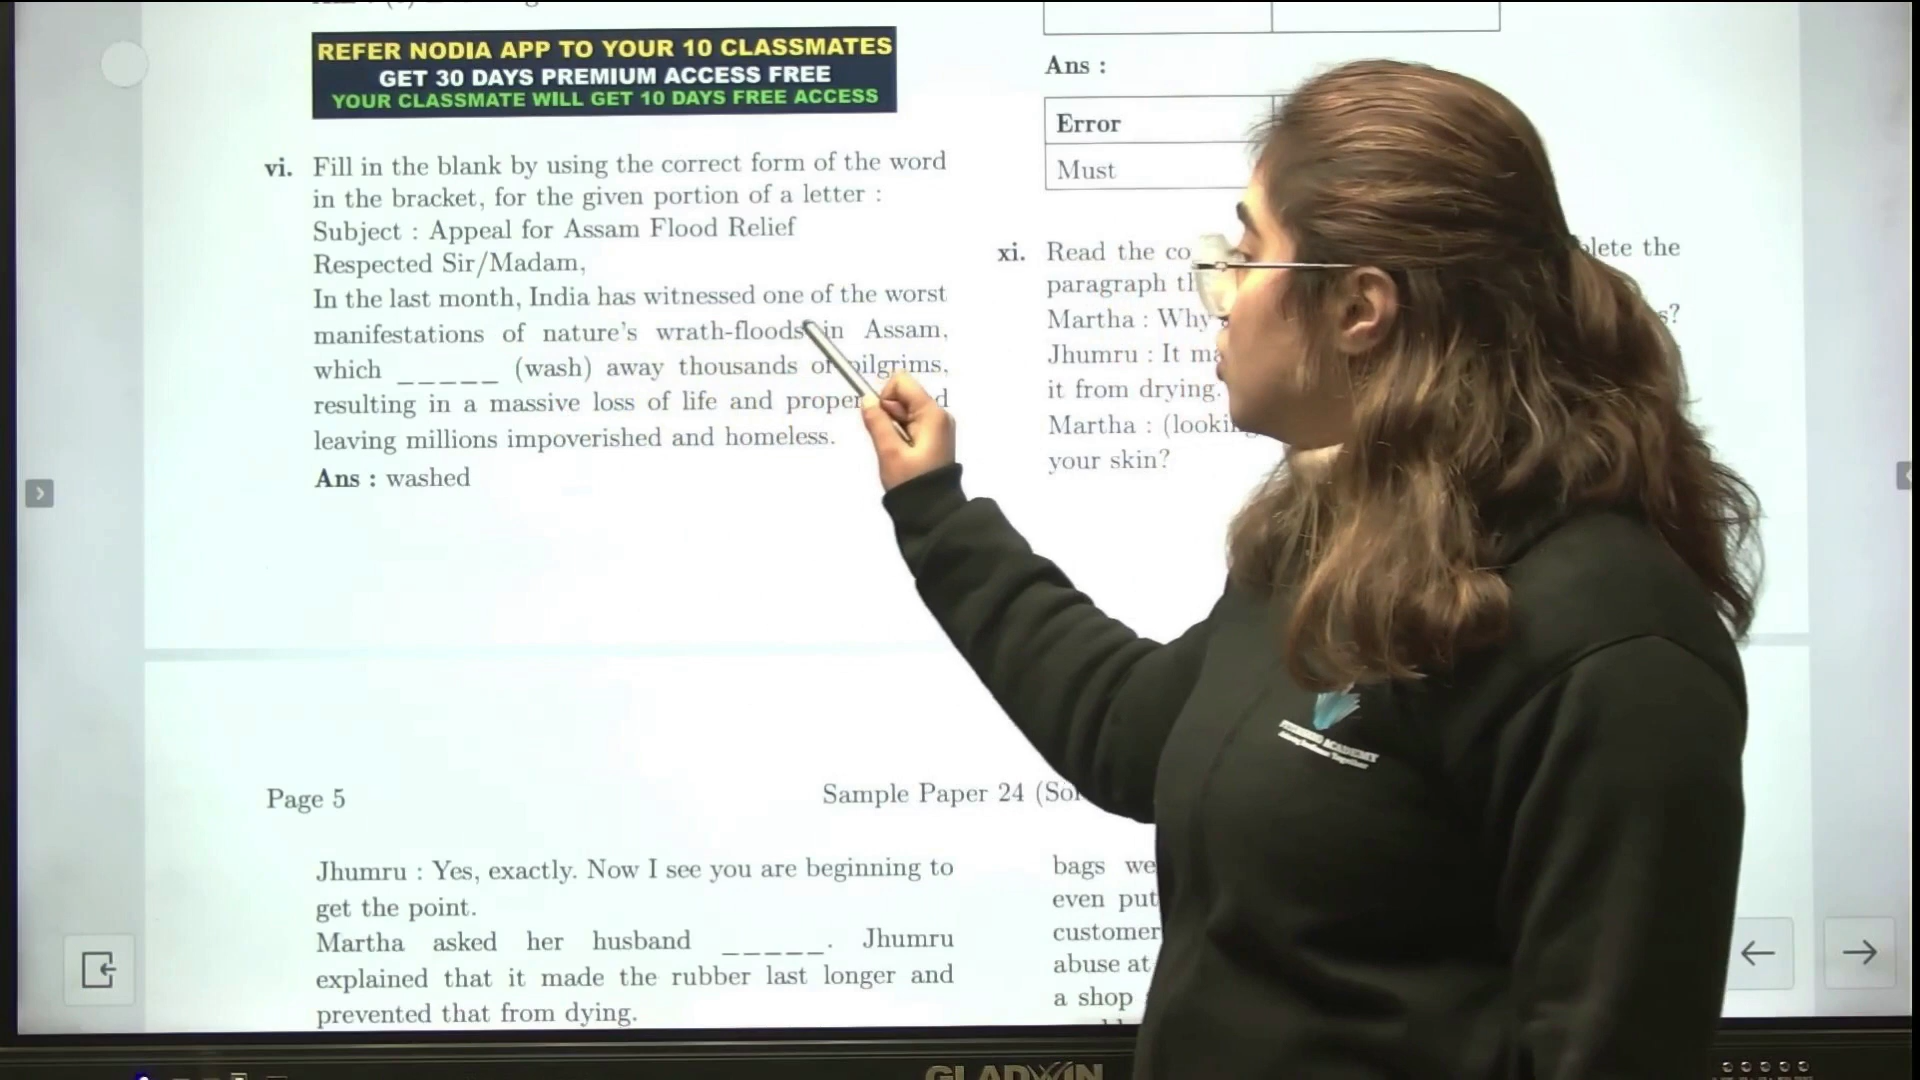 REFER NODIA APP TO YOUR 10 CLASSMATES
GET 30 DAYS PREMIUM ACCESS FREE
YOUR CLASSMATE WILL GET 10 DAYS FREE ACCESS
vi. Fill in the blank by using the correct form of the word
in the bracket, for the given portion of a letter :
Subject : Appeal for Assam Flood Relief
Respected Sir/Madam,
In the last month, India has witnessed one of the worst
manifestations of nature's wrath-floods in Assam,
which _____ (wash) away thousands of pilgrims,
resulting in a massive loss of life and
leaving millions impoverished and homeless.
Ans : washed
Ans :
Error
Must
xi. Read the
paragraph
Martha : Why
Jhumru : It
it from drying.
Martha :
your skin?
the
Page 5
Sample Paper 24
Jhumru : Yes, exactly. Now I see you are beginning to
get the point.
Martha asked her husband _____. Jhumru
explained that it made the rubber last longer and
prevented that from dying.
bags
even put
customer
abuse at
a shop
ACADEMY
GLADWIN